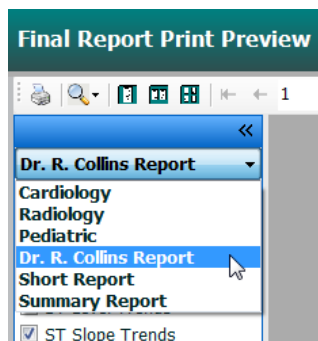 Final Report Print Preview
1
Dr. R. Collins Report
Cardiology
Radiology
Pediatric
Dr. R. Collins Report
Short Report
Summary Report
ST Slope Trends